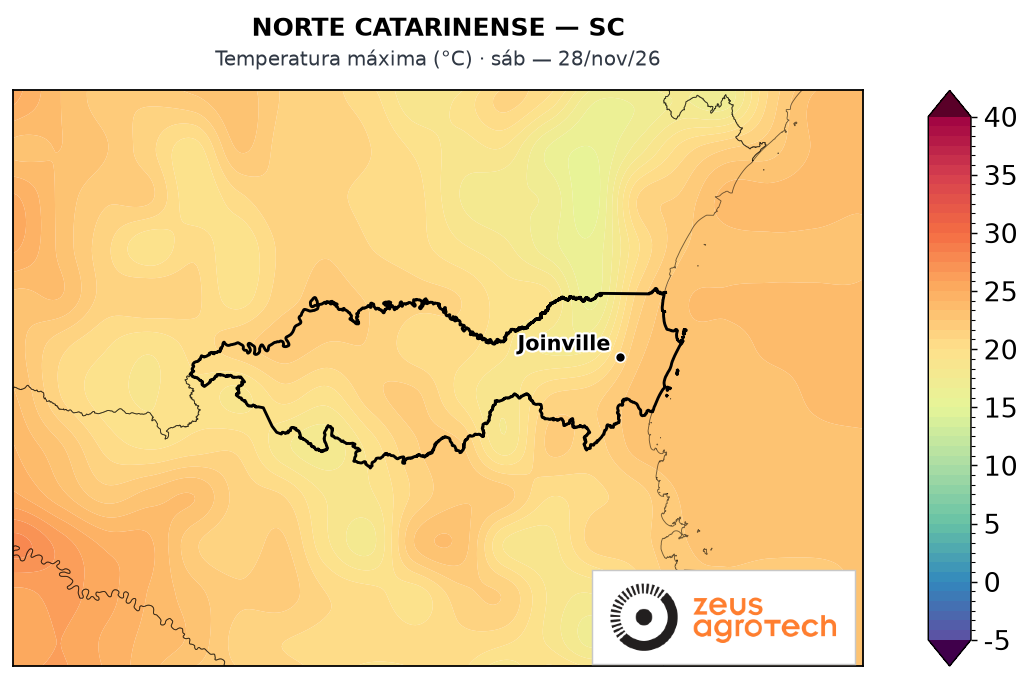 NORTE CATARINENSE — SC
Temperatura máxima (°C) · sáb — 28/nov/26
Joinville
40
35
30
25
20
15
10
5
0
-5
zeus
agrotech